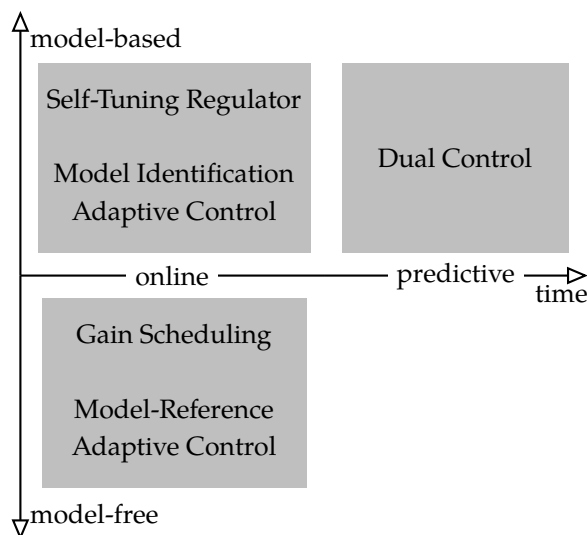 model-based
Self-Tuning Regulator
Model Identification
Adaptive Control
Dual Control
online
predictive
time
Gain Scheduling
Model-Reference
Adaptive Control
model-free